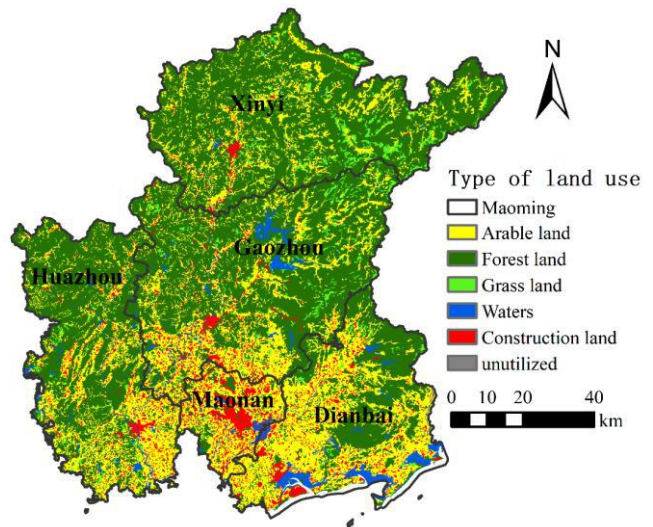 N
Xinyi
Gaozhou
Huazhou
Maonan
Dianbai
Type of land use
Maoming
Arable land
Forest land
Grass land
Waters
Construction land
unutilized
0 20 40
km